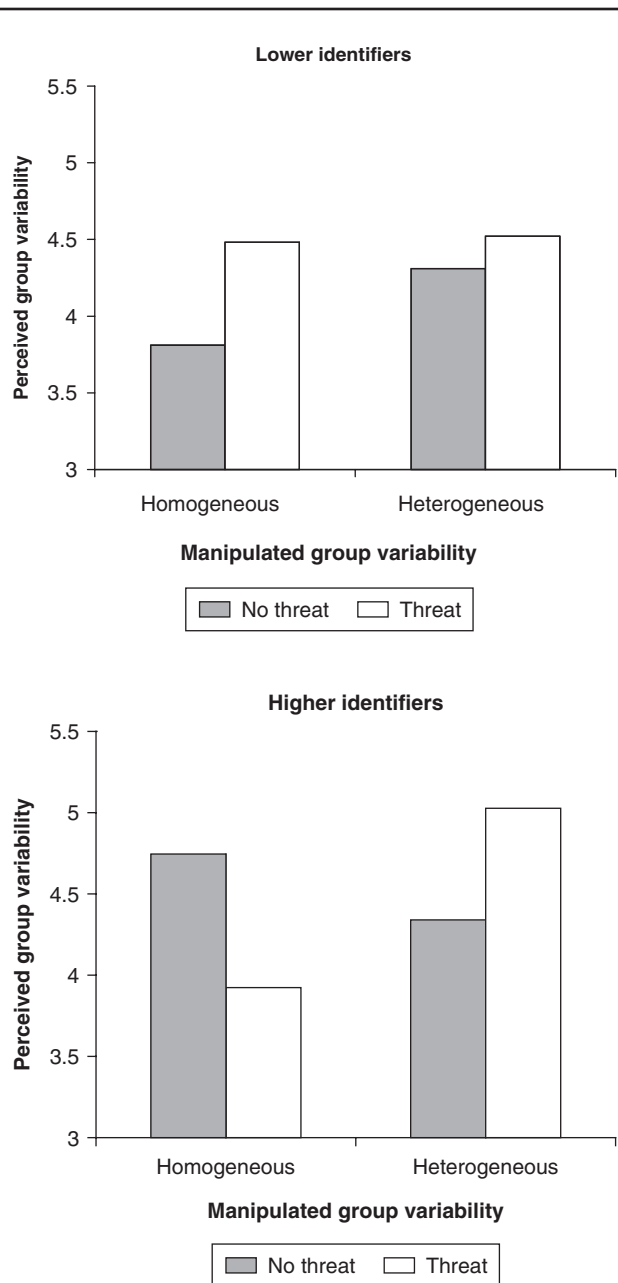 Lower identifiers
5.5
5
4.5
4
3.5
3
Perceived group variability
Homogeneous Heterogeneous
Manipulated group variability
No threat Threat
Higher identifiers
5.5
5
4.5
4
3.5
3
Perceived group variability
Homogeneous Heterogeneous
Manipulated group variability
No threat Threat